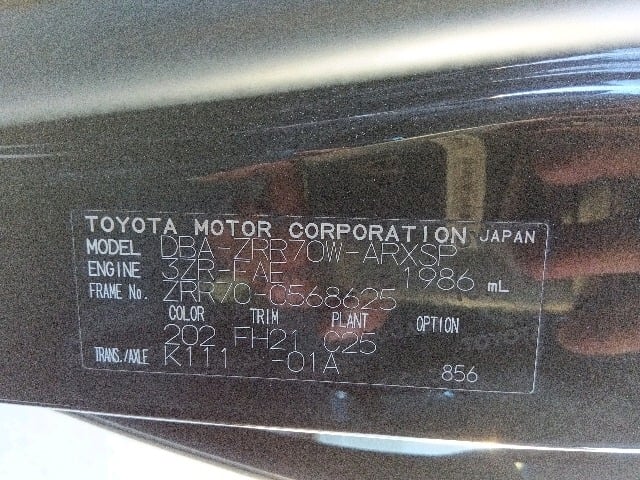 TOYOTA MOTOR CORPORATION JAPAN
MODEL DBA-ZRR70W-ARXSP
ENGINE 3ZR-FAE 1986 mL
FRAME No. ZRR70-0568625
COLOR TRIM PLANT OPTION
202 FH21 C25
TRANS./AXLE K111 -01A 856